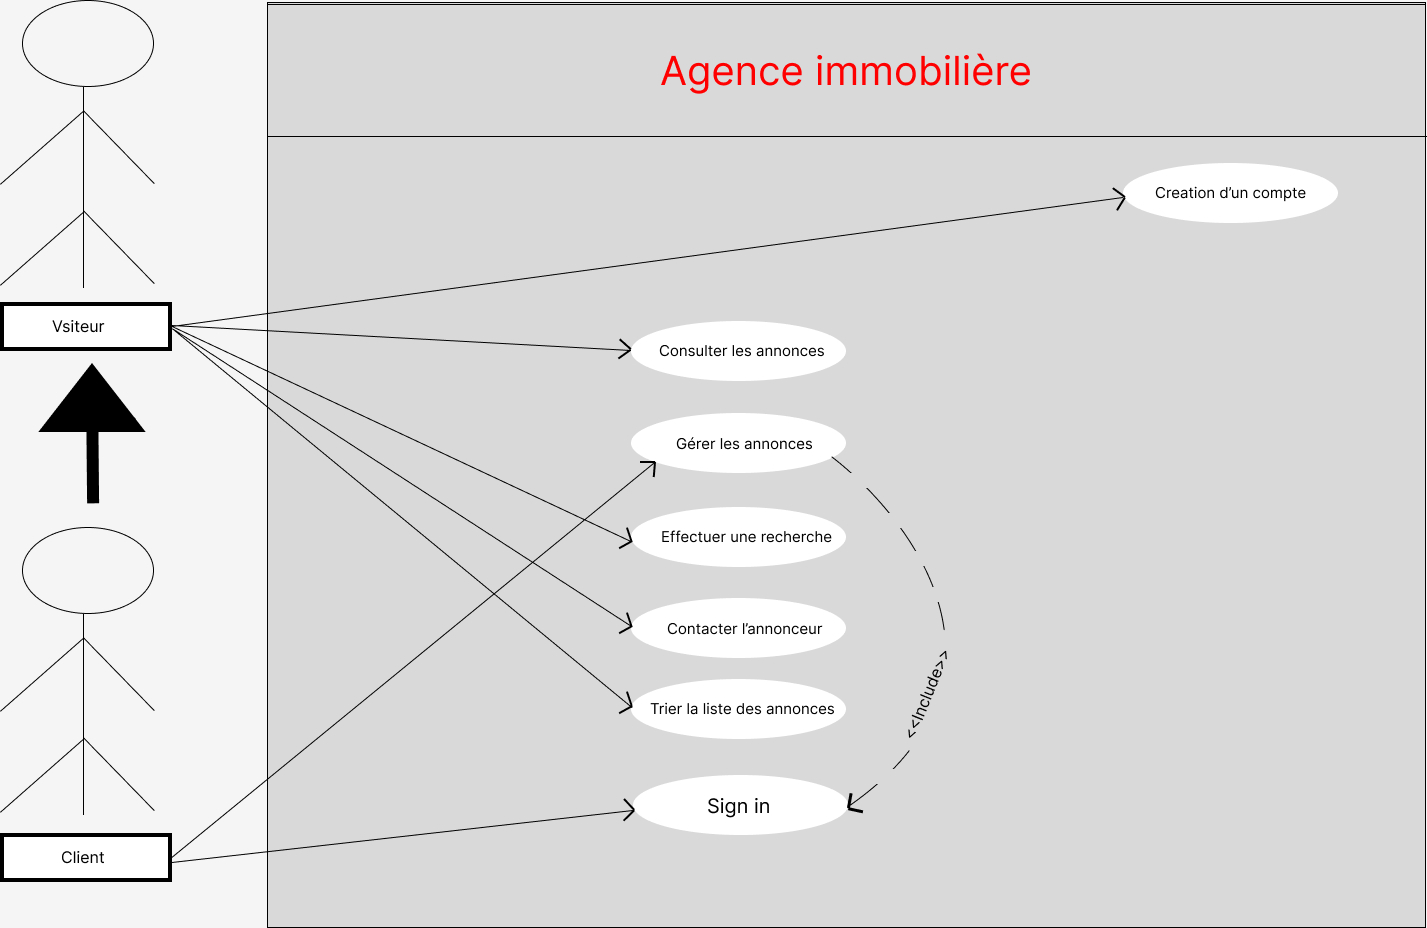 Agence immobilière
Creation d'un compte
Vsiteur
Consulter les annonces
Gérer les annonces
Effectuer une recherche
Contacter l'annonceur
<<Include>>
Trier la liste des annonces
Sign in
Client